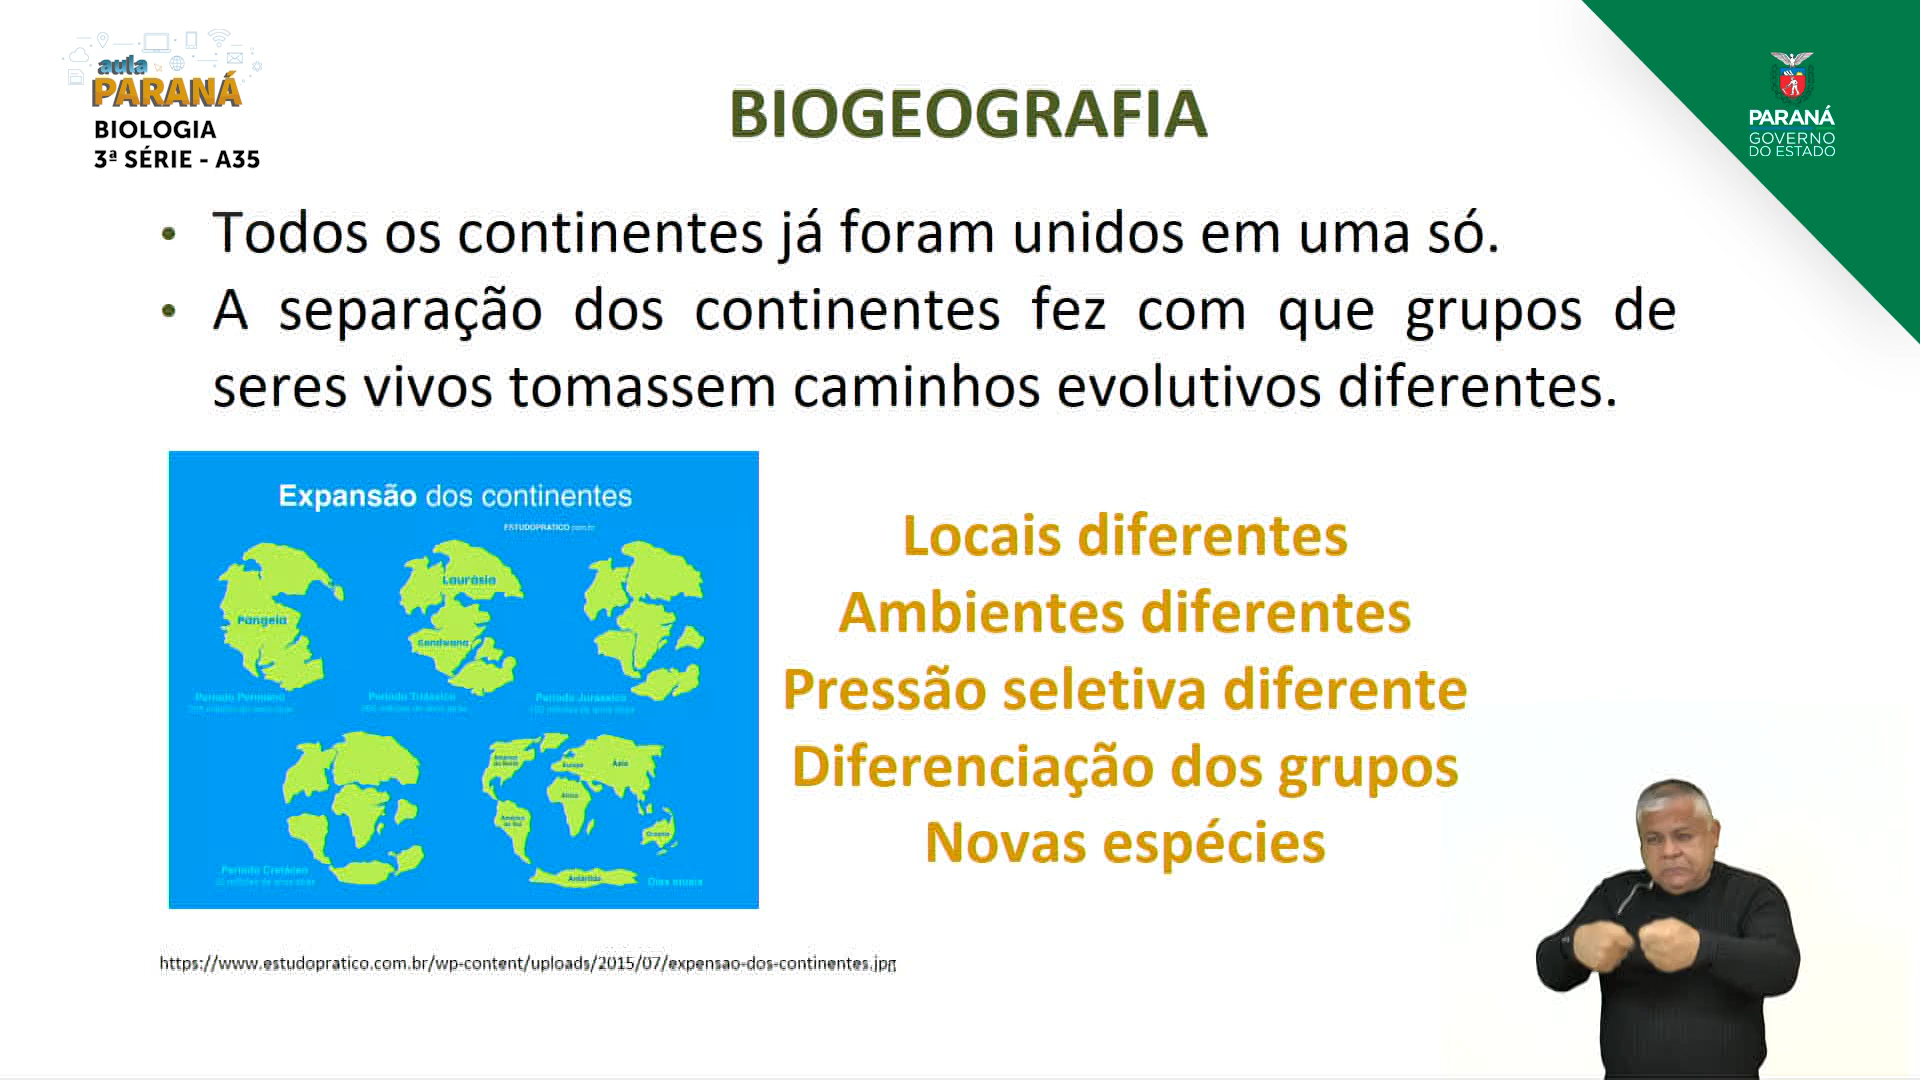 aula
PARANÁ
BIOLOGIA
3ª SÉRIE - A35
PARANÁ
GOVERNO
DO ESTADO
BIOGEOGRAFIA
• Todos os continentes já foram unidos em uma só.
• A separação dos continentes fez com que grupos de
seres vivos tomassem caminhos evolutivos diferentes.
Expansão dos continentes
ESTUDOPRATICO.com.br
Pangeia
Laurásia
Gondwana
Período Permiano
Período Triássico
Período Jurássico
América do Norte
Europa
Ásia
África
América do Sul
Oceania
Antártida
Período Cretáceo
Dias atuais
Locais diferentes
Ambientes diferentes
Pressão seletiva diferente
Diferenciação dos grupos
Novas espécies
https://www.estudopratico.com.br/wp-content/uploads/2015/07/expensao-dos-continentes.jpg